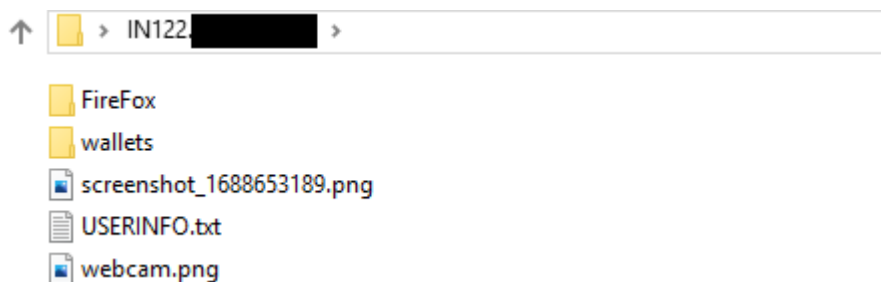 IN122.
FireFox
wallets
screenshot_1688653189.png
USERINFO.txt
webcam.png